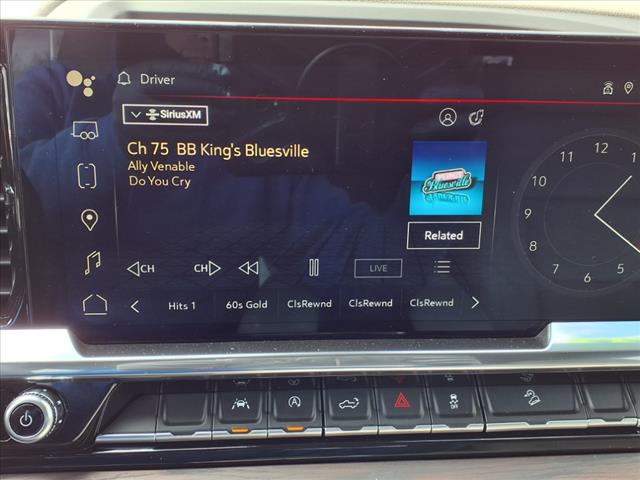 Driver
SiriusXM
Ch 75 BB King's Bluesville
Ally Venable
Do You Cry
Bluesville
Related
CH
CH
LIVE
Hits 1
60s Gold
ClsRewnd
ClsRewnd
ClsRewnd
12
11
1
10
9
8
7
6
5
A
OFF